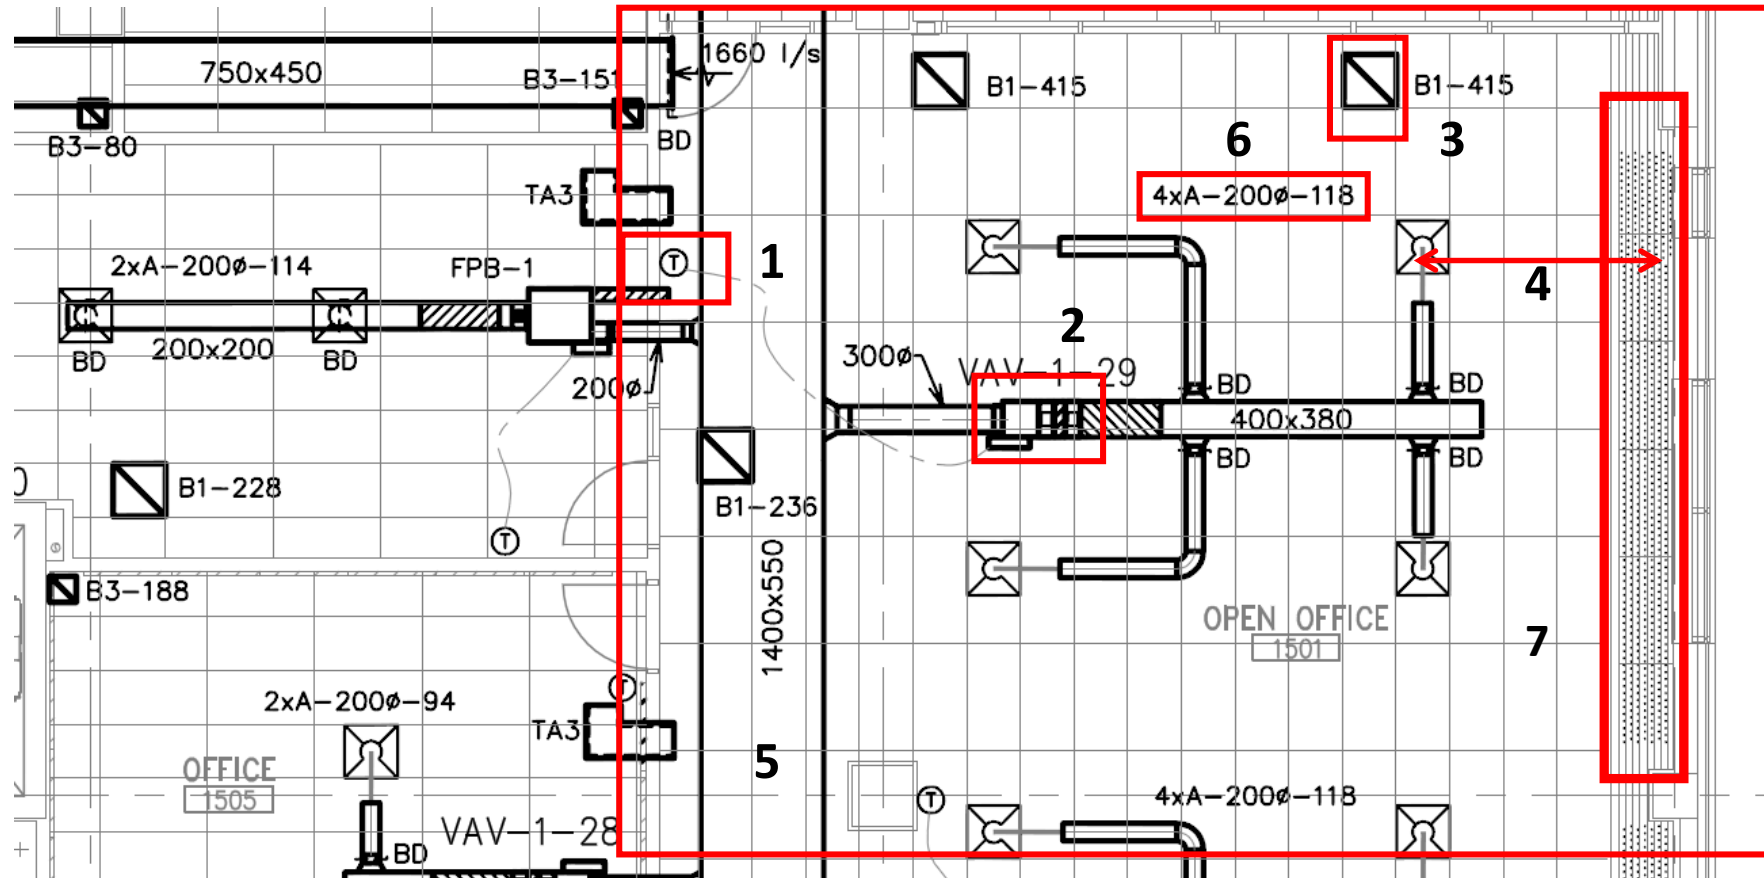 750x450
B3-151
1660 l/s
B1-415
B1-415
B3-80
BD
6
3
TA3
4xA-200ø-118
2xA-200ø-114
FPB-1
T
1
4
2
200x200
BD
BD
200ø
300ø
VAV-1-29
BD
BD
400x380
BD
BD
B1-228
B1-236
T
1400x550
B3-188
OPEN OFFICE
1501
7
T
2xA-200ø-94
TA3
5
OFFICE
1505
T
4xA-200ø-118
VAV-1-28
BD